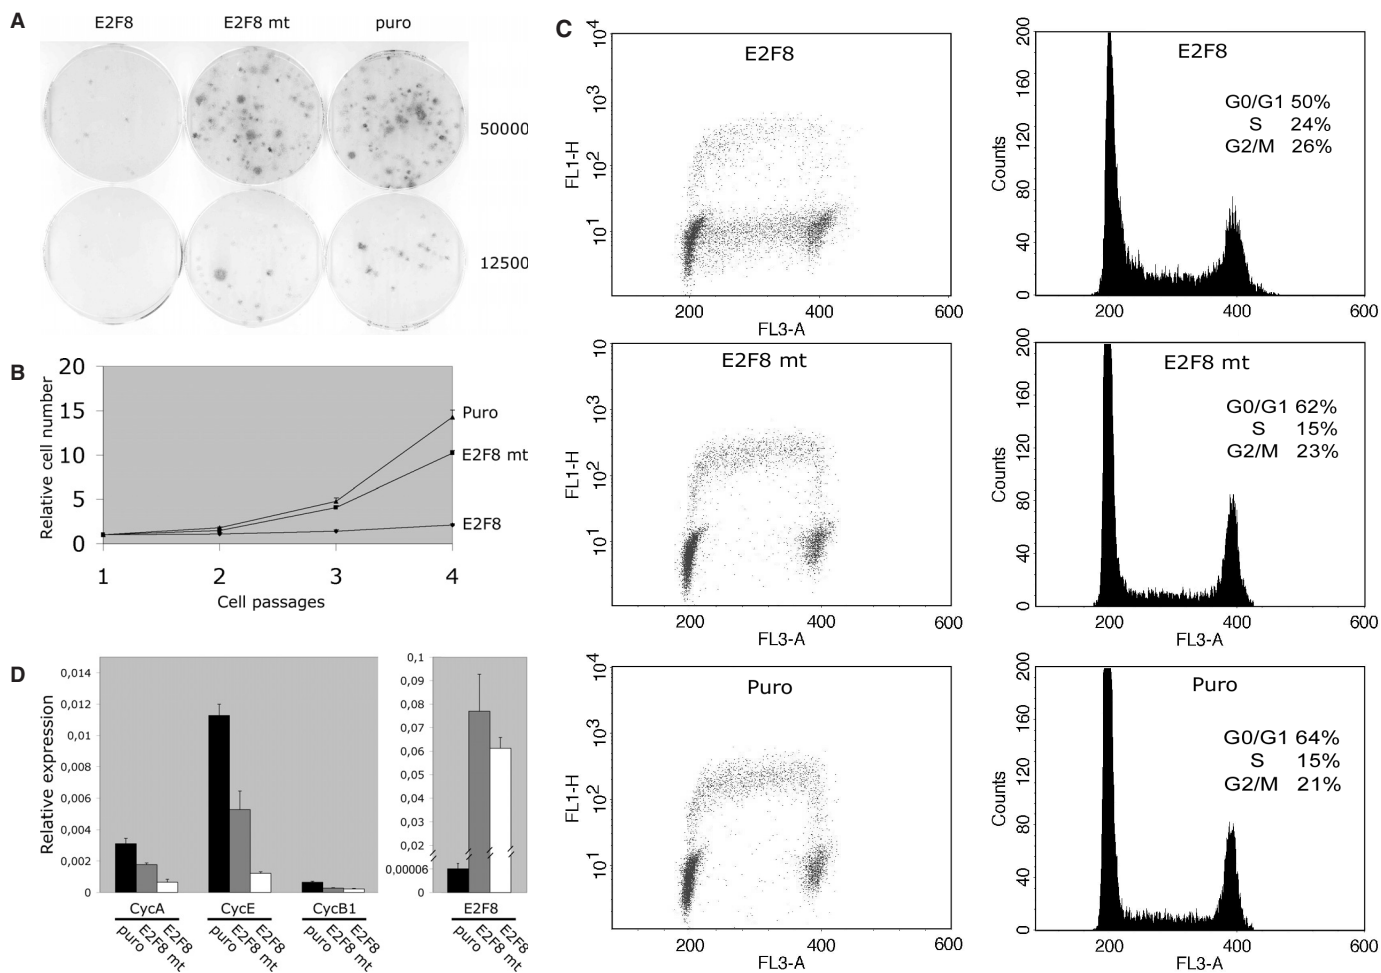 A
E2F8
E2F8 mt
puro
50000
12500
B
Relative cell number
20
15
10
5
0
1
2
3
4
Cell passages
Puro
E2F8 mt
E2F8
C
FL1-H
10⁴
10³
10²
10¹
E2F8
200
400
600
FL3-A
Counts
200
160
120
80
40
0
E2F8
G0/G1 50%
S 24%
G2/M 26%
200
400
600
FL1-H
10
10³
10²
10¹
E2F8 mt
200
400
600
FL3-A
Counts
200
160
120
80
40
0
E2F8 mt
G0/G1 62%
S 15%
G2/M 23%
200
400
600
FL1-H
10⁴
10³
10²
10¹
Puro
200
400
600
FL3-A
Counts
200
160
120
80
40
0
Puro
G0/G1 64%
S 15%
G2/M 21%
200
400
600
D
Relative expression
0,014
0,012
0,01
0,008
0,006
0,004
0,002
0
CycA
puro
E2F8 mt
E2F8
CycE
puro
E2F8 mt
E2F8
CycB1
puro
E2F8 mt
E2F8
0,1
0,09
0,08
0,07
0,06
0,05
0,04
0,03
0,02
0,00006
0
E2F8
puro
E2F8 mt
E2F8